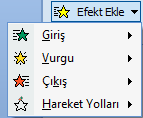 Efekt Ekle
Giriş
Vurgu
Çıkış
Hareket Yolları